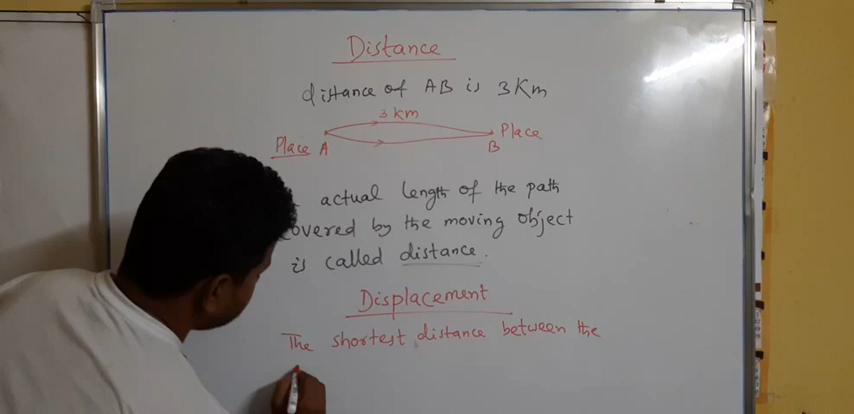 Distance
distance of AB is 3 Km
3 km
Place A
Place B
actual length of the path
overed by the moving object
is called distance.
Displacement
The shortest distance between the